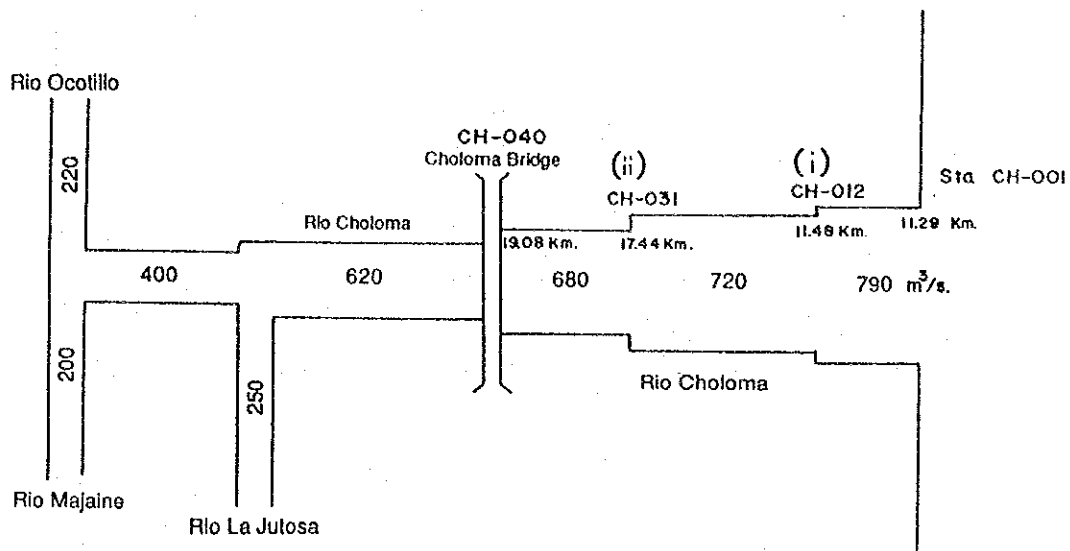 Rio Ocotillo
220
CH-040
Choloma Bridge
(ii)
CH-031
(i)
CH-012
Sta CH-001
Rio Choloma
19.08 Km.
17.44 Km.
11.48 Km.
11.29 Km.
400
620
680
720
790 m³/s.
200
250
Rio Choloma
Rio Majaine
Rio La Jutosa